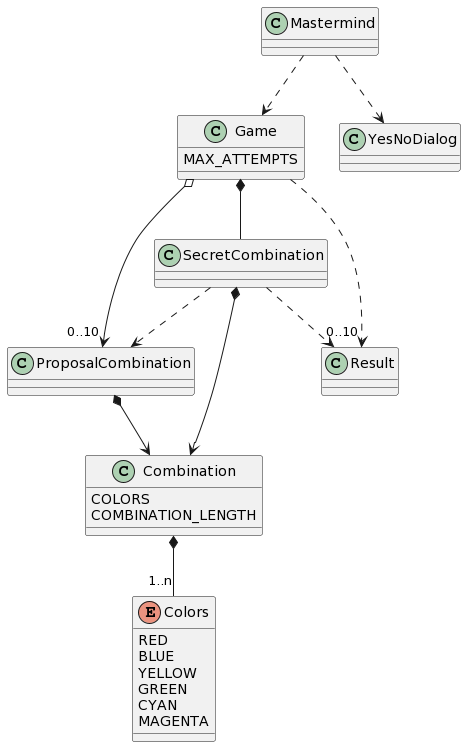 C Mastermind
C Game
MAX_ATTEMPTS
C YesNoDialog
C SecretCombination
0..10
0..10
C ProposalCombination
C Result
C Combination
COLORS
COMBINATION_LENGTH
1..n
E Colors
RED
BLUE
YELLOW
GREEN
CYAN
MAGENTA